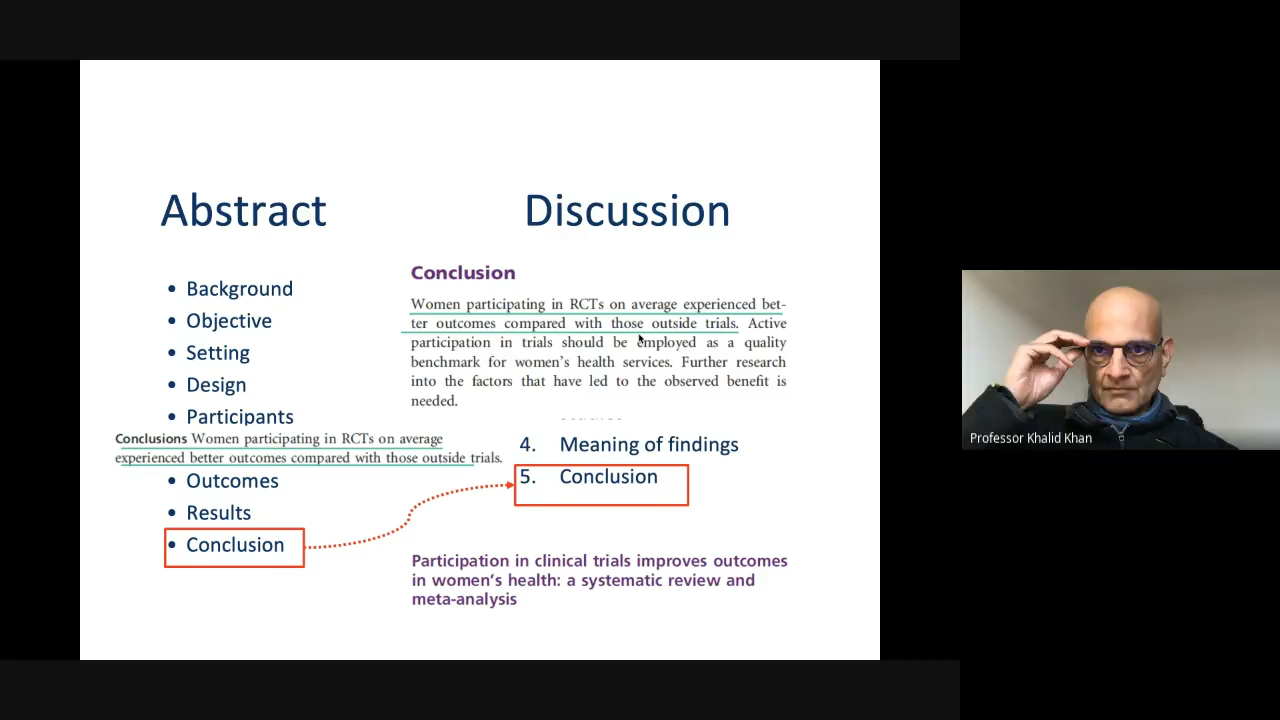 Abstract
• Background
• Objective
• Setting
• Design
• Participants
Conclusions Women participating in RCTs on average
experienced better outcomes compared with those outside trials.
• Outcomes
• Results
• Conclusion
Discussion
Conclusion
Women participating in RCTs on average experienced bet-
ter outcomes compared with those outside trials. Active
participation in trials should be employed as a quality
benchmark for women's health services. Further research
into the factors that have led to the observed benefit is
needed.
4. Meaning of findings
5. Conclusion
Participation in clinical trials improves outcomes
in women's health: a systematic review and
meta-analysis
Professor Khalid Khan